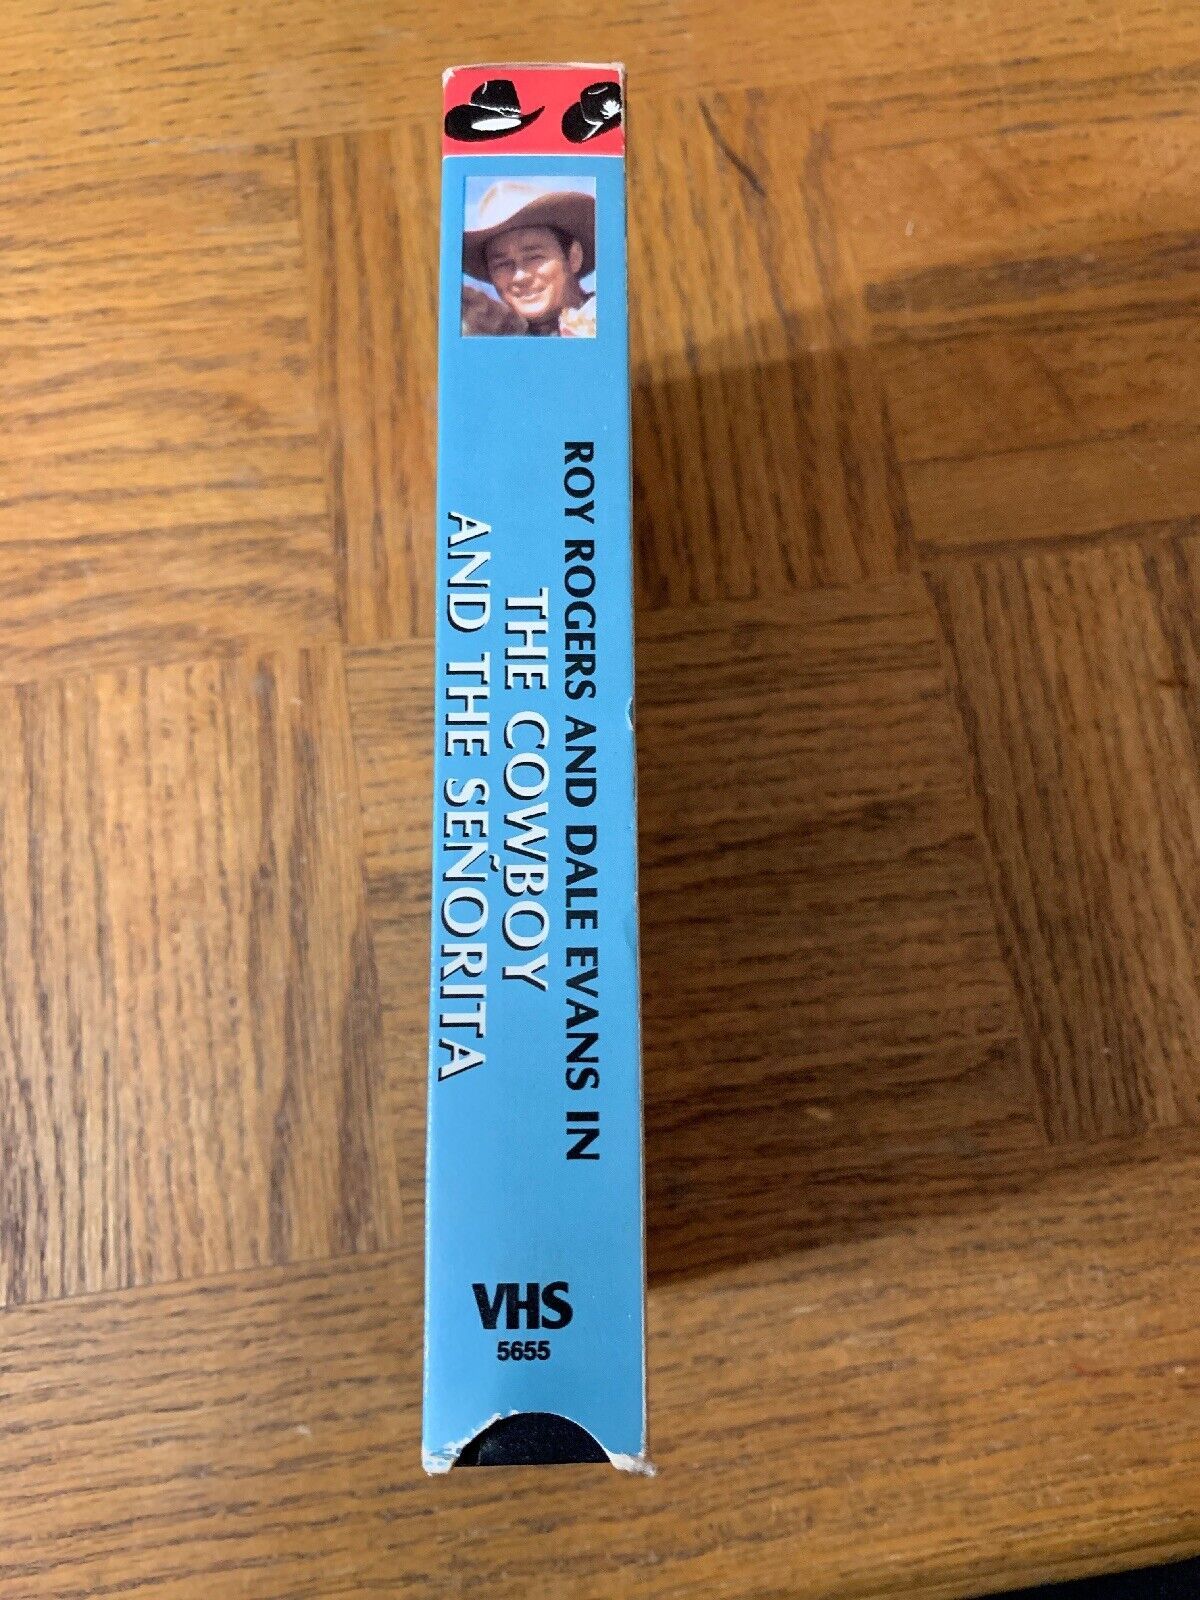 ROY ROGERS AND DALE EVANS IN
THE COWBOY
AND THE SEÑORITA
VHS
5655